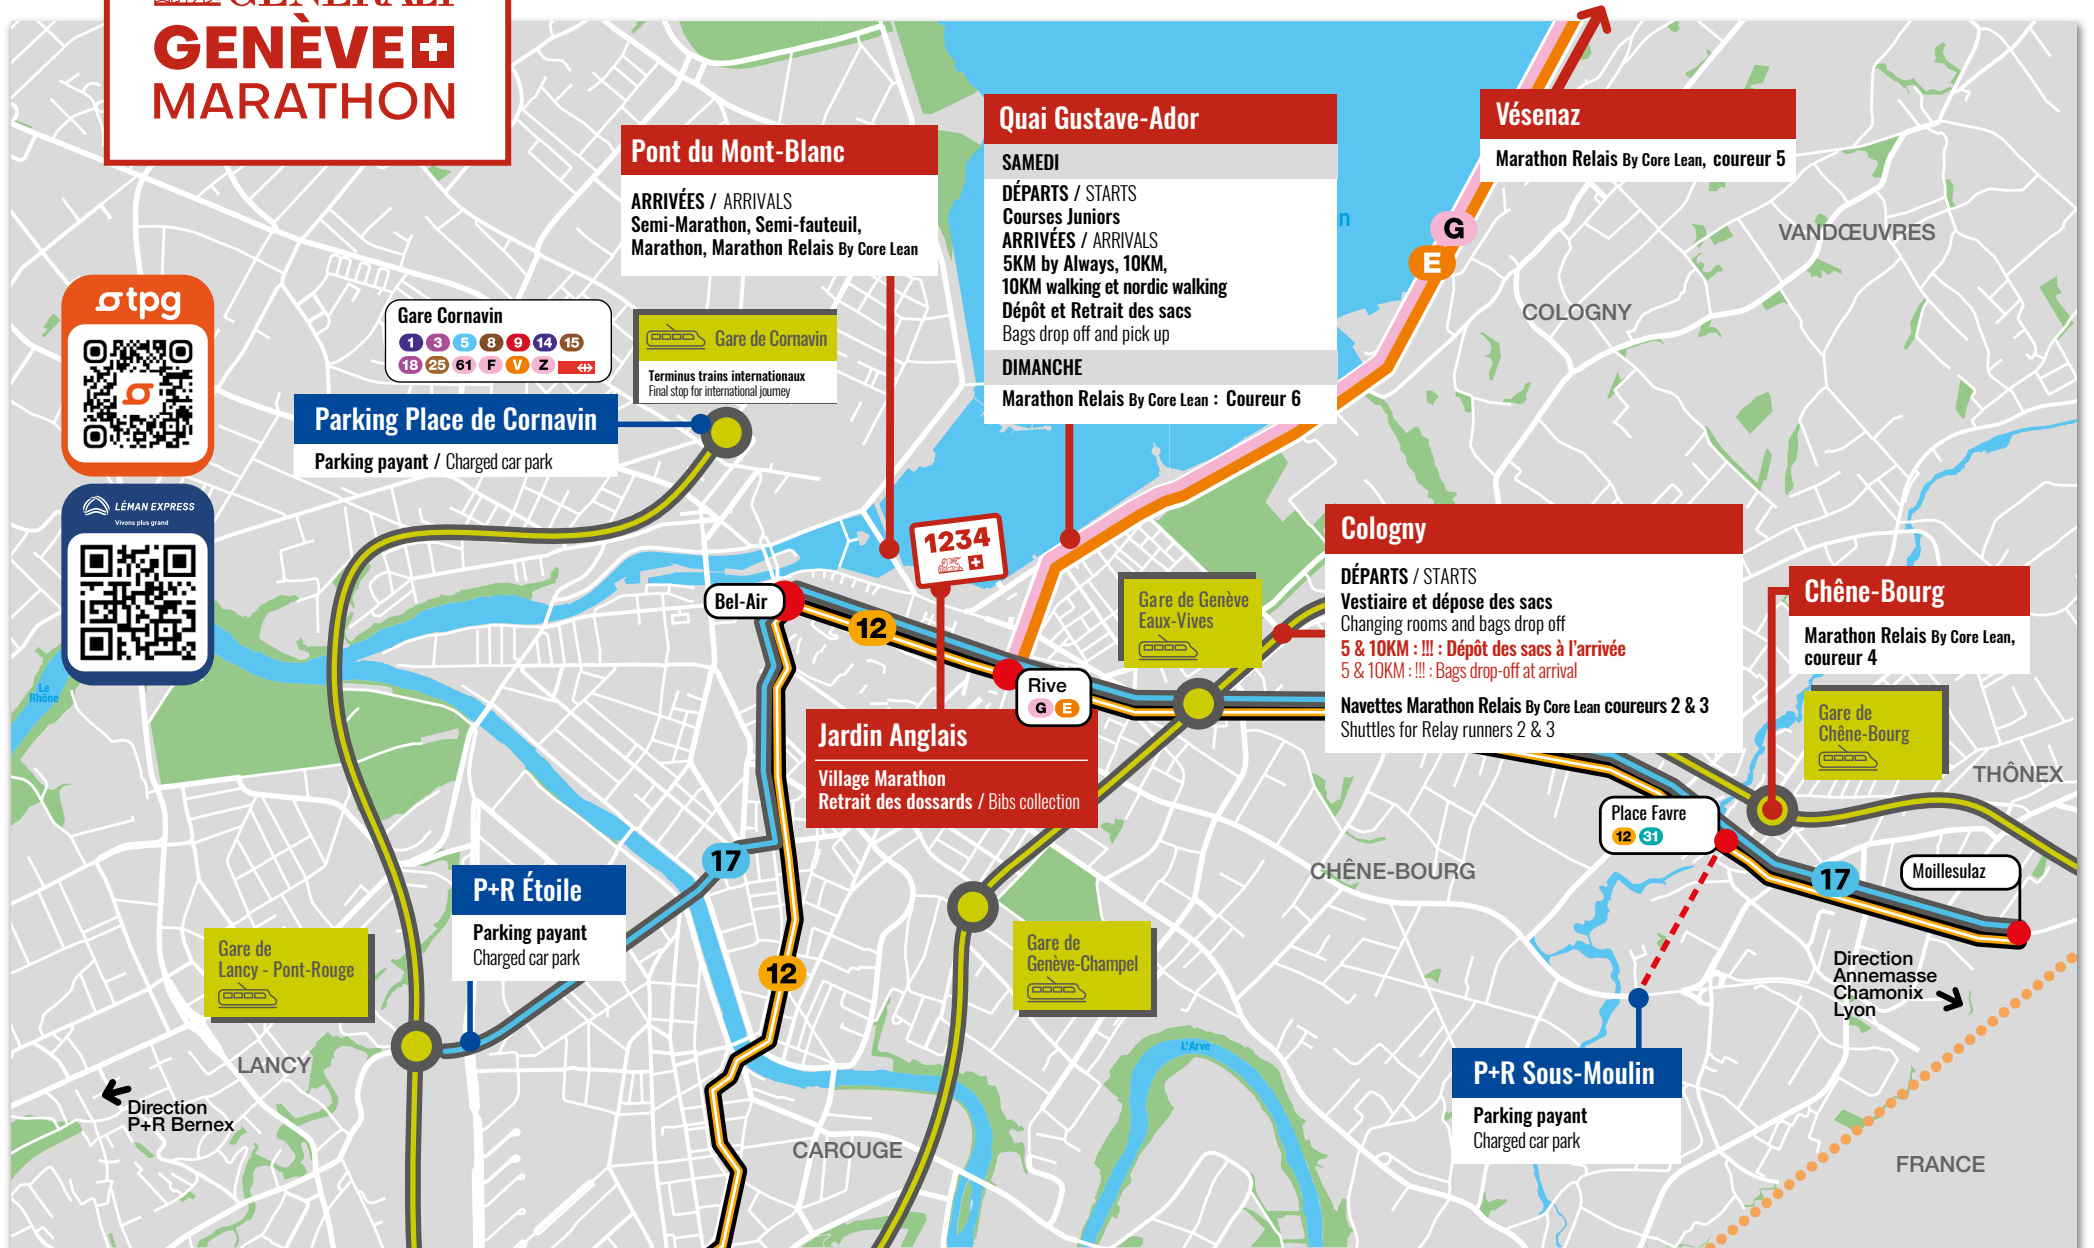 GENERALI
GENÈVE
MARATHON
Pont du Mont-Blanc
ARRIVÉES / ARRIVALS
Semi-Marathon, Semi-fauteuil,
Marathon, Marathon Relais By Core Lean
Quai Gustave-Ador
SAMEDI
DÉPARTS / STARTS
Courses Juniors
ARRIVÉES / ARRIVALS
5KM by Always, 10KM,
10KM walking et nordic walking
Dépôt et Retrait des sacs
Bags drop off and pick up
DIMANCHE
Marathon Relais By Core Lean : Coureur 6
Vésenaz
Marathon Relais By Core Lean, coureur 5
G
E
n
VANDŒUVRES
COLOGNY
tpg
Gare Cornavin
1 3 5 8 9 14 15
18 25 61 F V Z
Gare de Cornavin
Terminus trains internationaux
Final stop for international journey
Parking Place de Cornavin
Parking payant / Charged car park
LÉMAN EXPRESS
Vivons plus grand
Le
Rhône
1234
Bel-Air
12
Rive
G E
Gare de Genève
Eaux-Vives
Cologny
DÉPARTS / STARTS
Vestiaire et dépose des sacs
Changing rooms and bags drop off
5 & 10KM : !!! : Dépôt des sacs à l'arrivée
5 & 10KM : !!! : Bags drop-off at arrival
Navettes Marathon Relais By Core Lean coureurs 2 & 3
Shuttles for Relay runners 2 & 3
Chêne-Bourg
Marathon Relais By Core Lean,
coureur 4
Gare de
Chêne-Bourg
THÔNEX
Jardin Anglais
Village Marathon
Retrait des dossards / Bibs collection
Place Favre
12 31
17
Moillesulaz
CHÊNE-BOURG
17
P+R Étoile
Parking payant
Charged car park
Gare de
Lancy - Pont-Rouge
12
Gare de
Genève-Champel
Direction
Annemasse
Chamonix
Lyon
L'Arve
LANCY
Direction
P+R Bernex
P+R Sous-Moulin
Parking payant
Charged car park
CAROUGE
FRANCE